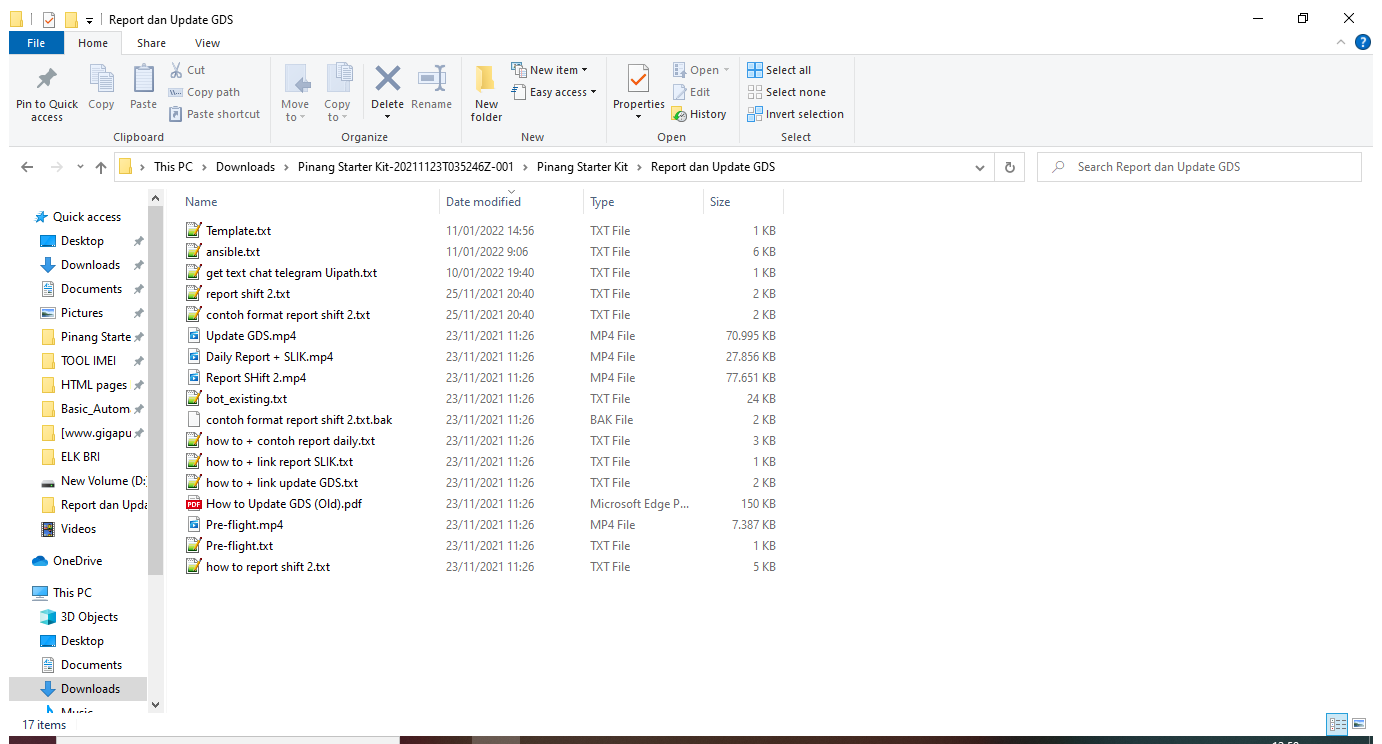 Report dan Update GDS
File Home Share View
Pin to Quick access
Copy
Paste
Cut
Copy path
Paste shortcut
Clipboard
Move to
Copy to
Delete
Rename
Organize
New folder
New item
Easy access
New
Properties
Open
Edit
History
Open
Select all
Select none
Invert selection
Select
This PC > Downloads > Pinang Starter Kit-20211123T035246Z-001 > Pinang Starter Kit > Report dan Update GDS
Search Report dan Update GDS
Quick access
Desktop
Downloads
Documents
Pictures
Pinang Starte
TOOL IMEI
HTML pages
Basic_Autom
[www.gigapu
ELK BRI
New Volume (D:
Report dan Upda
Videos
OneDrive
This PC
3D Objects
Desktop
Documents
Downloads
Music
Name Date modified Type Size
Template.txt 11/01/2022 14:56 TXT File 1 KB
ansible.txt 11/01/2022 9:06 TXT File 6 KB
get text chat telegram Uipath.txt 10/01/2022 19:40 TXT File 1 KB
report shift 2.txt 25/11/2021 20:40 TXT File 2 KB
contoh format report shift 2.txt 25/11/2021 20:40 TXT File 2 KB
Update GDS.mp4 23/11/2021 11:26 MP4 File 70.995 KB
Daily Report + SLIK.mp4 23/11/2021 11:26 MP4 File 27.856 KB
Report SHift 2.mp4 23/11/2021 11:26 MP4 File 77.651 KB
bot_existing.txt 23/11/2021 11:26 TXT File 24 KB
contoh format report shift 2.txt.bak 23/11/2021 11:26 BAK File 2 KB
how to + contoh report daily.txt 23/11/2021 11:26 TXT File 3 KB
how to + link report SLIK.txt 23/11/2021 11:26 TXT File 1 KB
how to + link update GDS.txt 23/11/2021 11:26 TXT File 2 KB
How to Update GDS (Old).pdf 23/11/2021 11:26 Microsoft Edge P... 150 KB
Pre-flight.mp4 23/11/2021 11:26 MP4 File 7.387 KB
Pre-flight.txt 23/11/2021 11:26 TXT File 1 KB
how to report shift 2.txt 23/11/2021 11:26 TXT File 5 KB
17 items